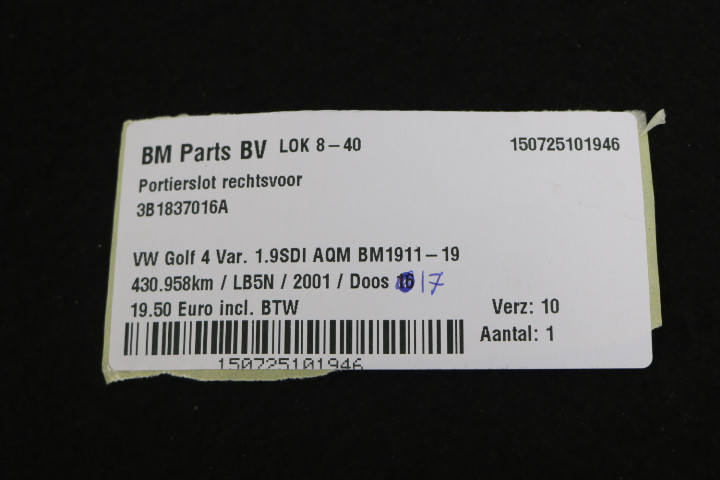 BM Parts BV LOK 8-40 150725101946
Portierslot rechtsvoor
3B1837016A
VW Golf 4 Var. 1.9SDI AQM BM1911-19
430.958km / LB5N / 2001 / Doos 17
19.50 Euro incl. BTW Verz: 10
Aantal: 1
150725101946